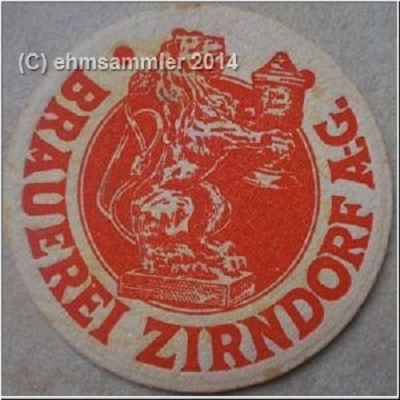 (C) ehmsammler 2014
BRAUEREI ZIRNDORF A.-G.